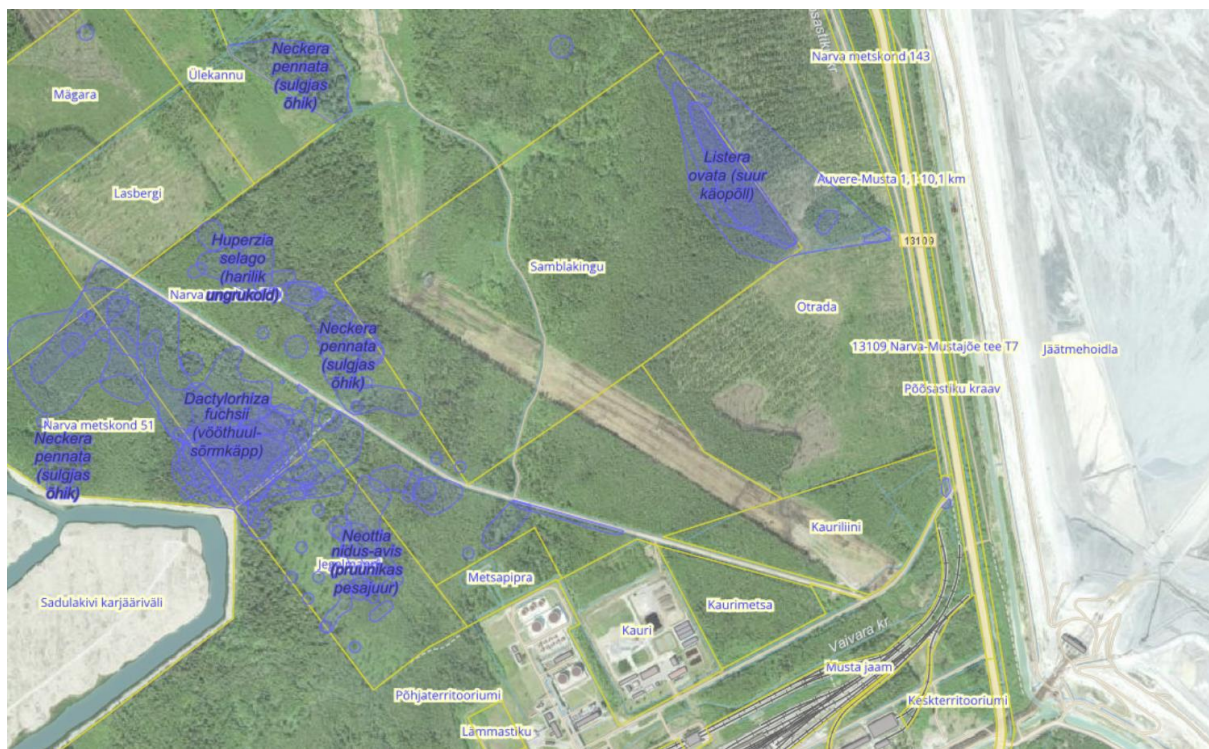 sastiku kr
Narva metskond 143
Neckera
pennata
(sulgjas
õhik)
Ülekannu
Mägara
Listera
ovata (suur
käopõll)
Auvere-Musta 1,1-10,1 km
Lasbergi
13109
Huperzia
selago
(harilik
ungrukold)
Narva
Samblakingu
Otrada
Neckera
pennata
(sulgjas
õhik)
13109 Narva-Mustajõe tee T7
Jäätmehoidla
Põõsastiku kraav
Dactylorhiza
fuchsii
(vööthuul-
sõrmkäpp)
Narva metskond 51
Neckera
pennata
(sulgjas
õhik)
Kauriliini
Neottia
nidus-avis
(pruunikas
pesajuur)
Metsapipra
Sadulakivi karjääriväli
Kaurimetsa
Kauri
Vaivara kr
Musta jaam
Põhjaterritooriumi
Keskterritooriumi
Lämmastiku